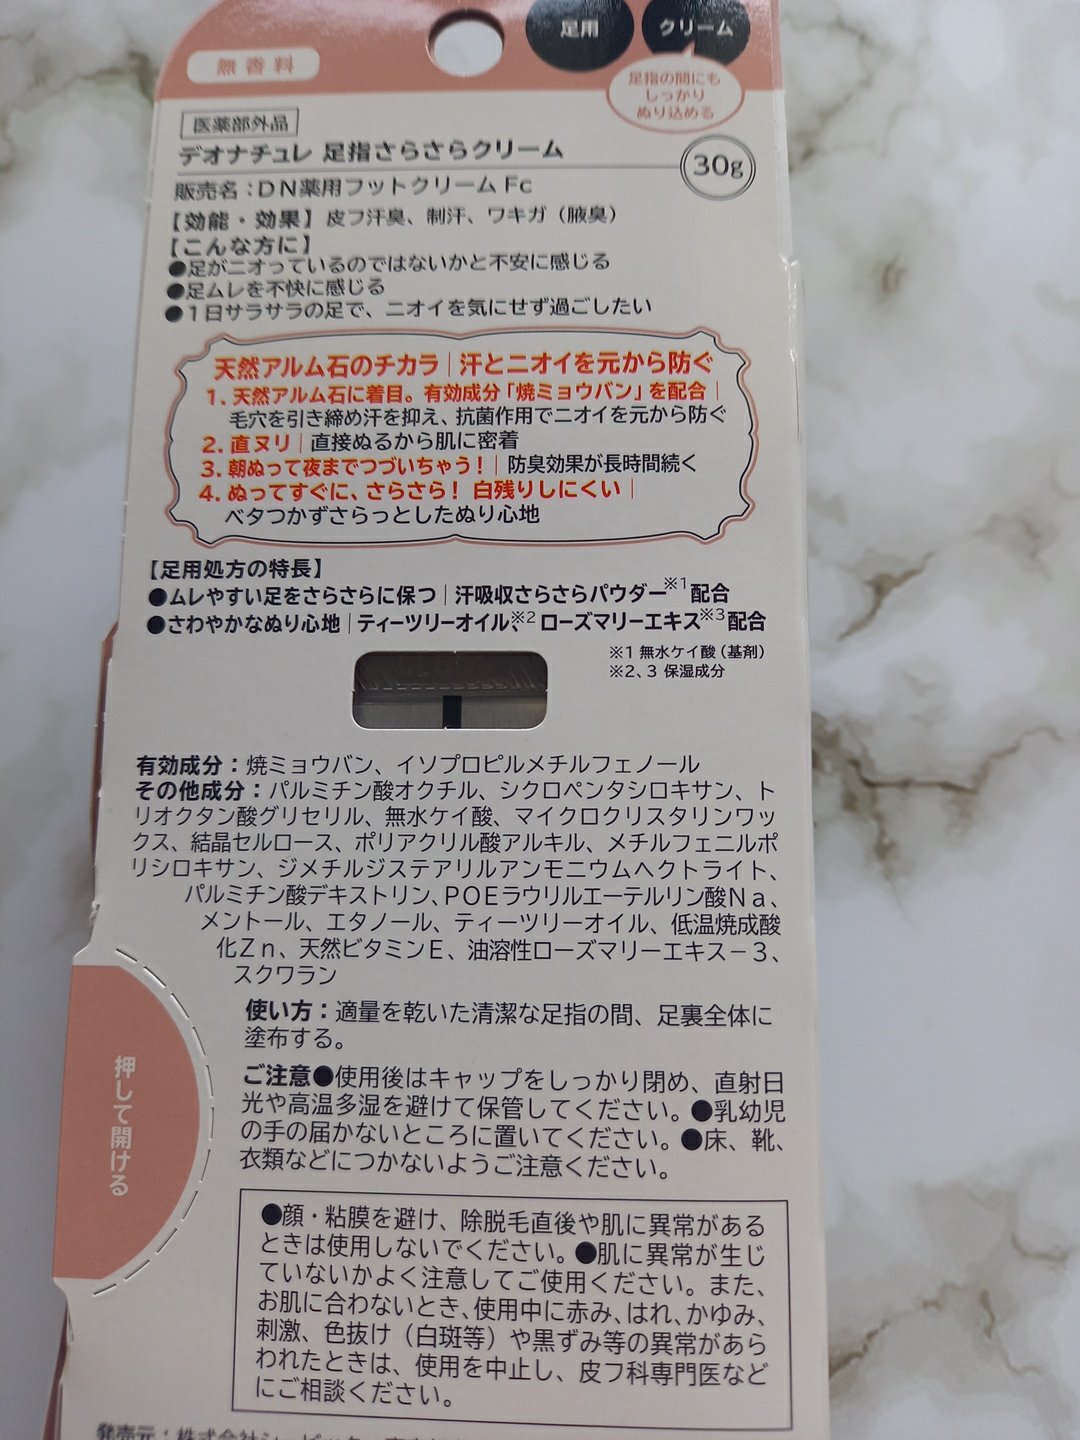 足用
クリーム
足指の間にも
しっかり
ぬり込める
無香料
医薬部外品
デオナチュレ 足指さらさらクリーム
30g
販売名：DN薬用フットクリーム Fc
【効能・効果】皮フ汗臭、制汗、ワキガ（腋臭）
【こんな方に】
●足がニオっているのではないかと不安に感じる
●足ムレを不快に感じる
●1日サラサラの足で、ニオイを気にせず過ごしたい
天然アルム石のチカラ｜汗とニオイを元から防ぐ
1. 天然アルム石に着目。有効成分「焼ミョウバン」を配合｜
毛穴を引き締め汗を抑え、抗菌作用でニオイを元から防ぐ
2. 直ヌリ｜直接ぬるから肌に密着
3. 朝ぬって夜までつづいちゃう！｜防臭効果が長時間続く
4. ぬってすぐに、さらさら！ 白残りしにくい｜
ベタつかずさらっとしたぬり心地
【足用処方の特長】
●ムレやすい足をさらさらに保つ｜汗吸収さらさらパウダー※1配合
●さわやかなぬり心地｜ティーツリーオイル※2、ローズマリーエキス※3配合
※1 無水ケイ酸（基剤）
※2、3 保湿成分
有効成分：焼ミョウバン、イソプロピルメチルフェノール
その他成分：パルミチン酸オクチル、シクロペンタシロキサン、ト
リオクタン酸グリセリル、無水ケイ酸、マイクロクリスタリンワッ
クス、結晶セルロース、ポリアクリル酸アルキル、メチルフェニルポ
リシロキサン、ジメチルジステアリルアンモニウムヘクトライト、
パルミチン酸デキストリン、POEラウリルエーテルリン酸Na、
メントール、エタノール、ティーツリーオイル、低温焼成酸
化Zn、天然ビタミンE、油溶性ローズマリーエキス－3、
スクワラン
使い方：適量を乾いた清潔な足指の間、足裏全体に
塗布する。
ご注意●使用後はキャップをしっかり閉め、直射日
光や高温多湿を避けて保管してください。●乳幼児
の手の届かないところに置いてください。●床、靴、
衣類などにつかないようご注意ください。
押して開ける
●顔・粘膜を避け、除脱毛直後や肌に異常がある
ときは使用しないでください。●肌に異常が生じ
ていないかよく注意してご使用ください。また、
お肌に合わないとき、使用中に赤み、はれ、かゆみ、
刺激、色抜け（白斑等）や黒ずみ等の異常があら
われたときは、使用を中止し、皮フ科専門医など
にご相談ください。
発売元：株式会社シービック